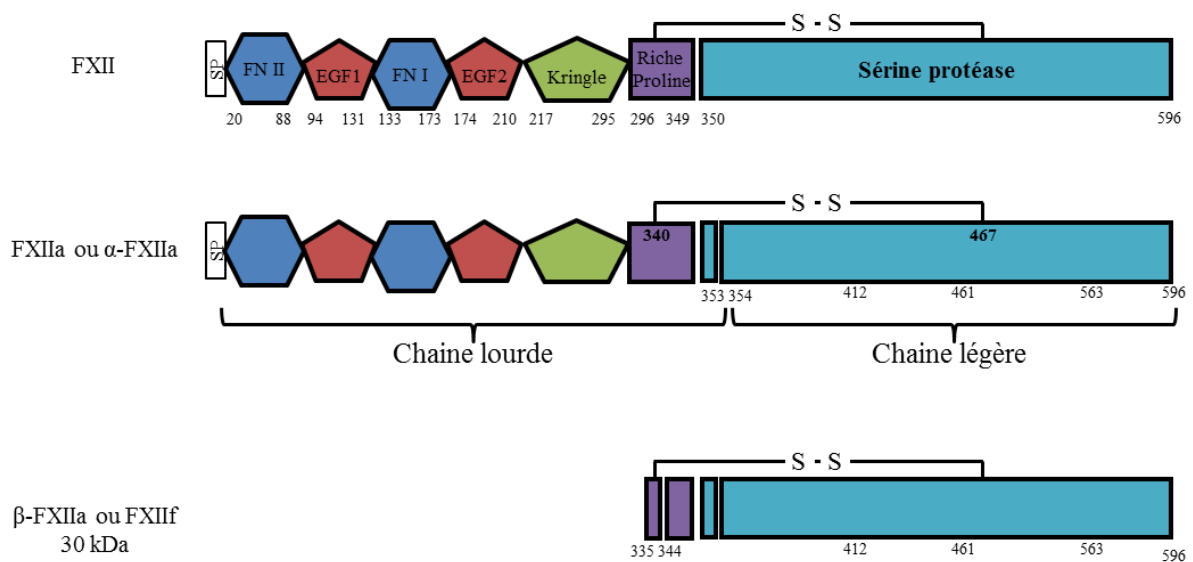 S - S
FXII
SP
FN II
EGF1
FN I
EGF2
Kringle
Riche
Proline
Sérine protéase
20 88 94 131 133 173 174 210 217 295 296 349 350 596
S - S
FXIIa ou α-FXIIa
SP
340
467
353 354 412 461 563 596
Chaine lourde
Chaine légère
S - S
β-FXIIa ou FXIIf
30 kDa
335 344 412 461 563 596